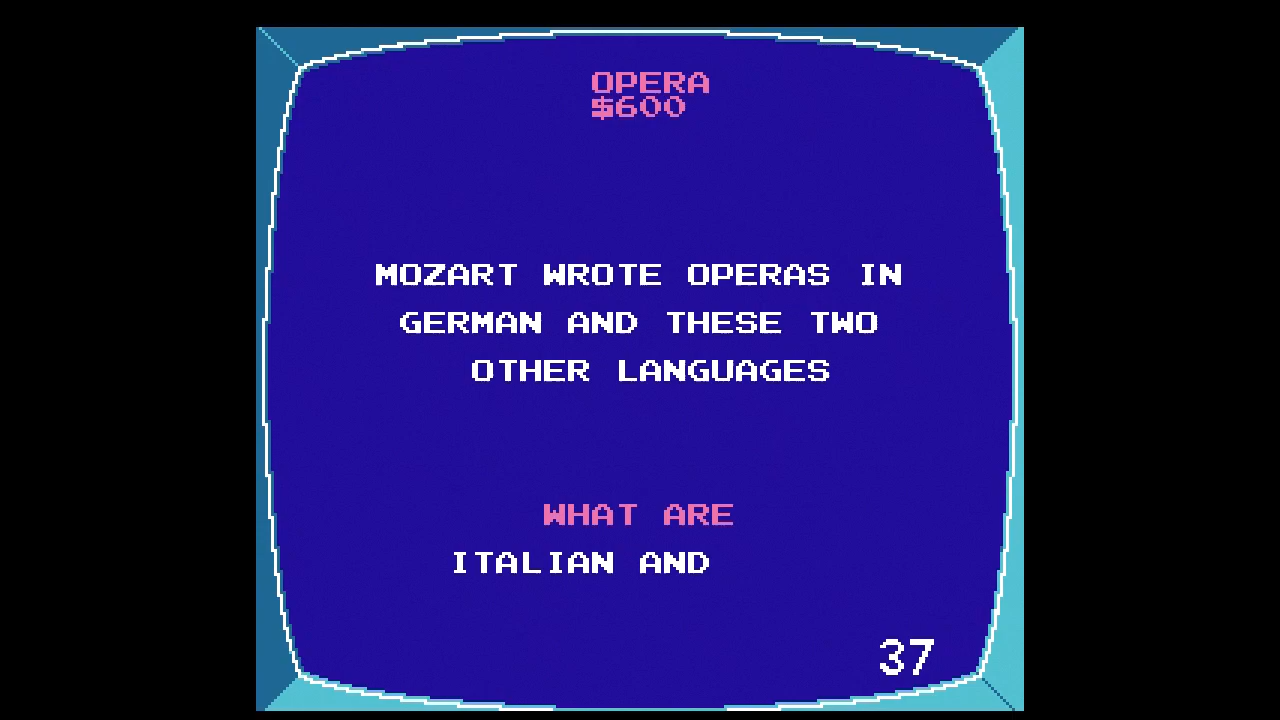 OPERA
$600
MOZART WROTE OPERAS IN
GERMAN AND THESE TWO
OTHER LANGUAGES
WHAT ARE
ITALIAN AND
37